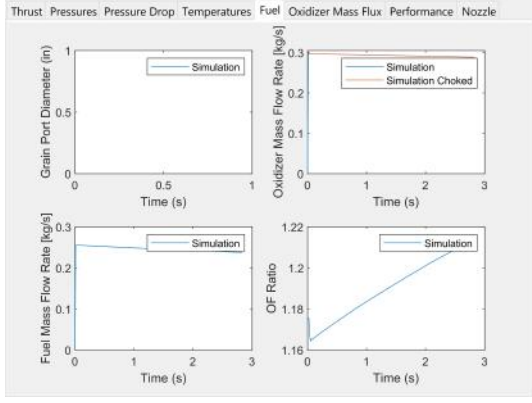 Thrust Pressures Pressure Drop Temperatures Fuel Oxidizer Mass Flux Performance Nozzle
Grain Port Diameter (in)
1
0.5
0
Simulation
0 0.5 1
Time (s)
Oxidizer Mass Flow Rate [kg/s]
0.3
0.2
0.1
0
Simulation
Simulation Choked
0 1 2 3
Time (s)
Fuel Mass Flow Rate [kg/s]
0.3
0.2
0.1
0
Simulation
0 1 2 3
Time (s)
OF Ratio
1.22
1.2
1.18
1.16
Simulation
0 1 2 3
Time (s)